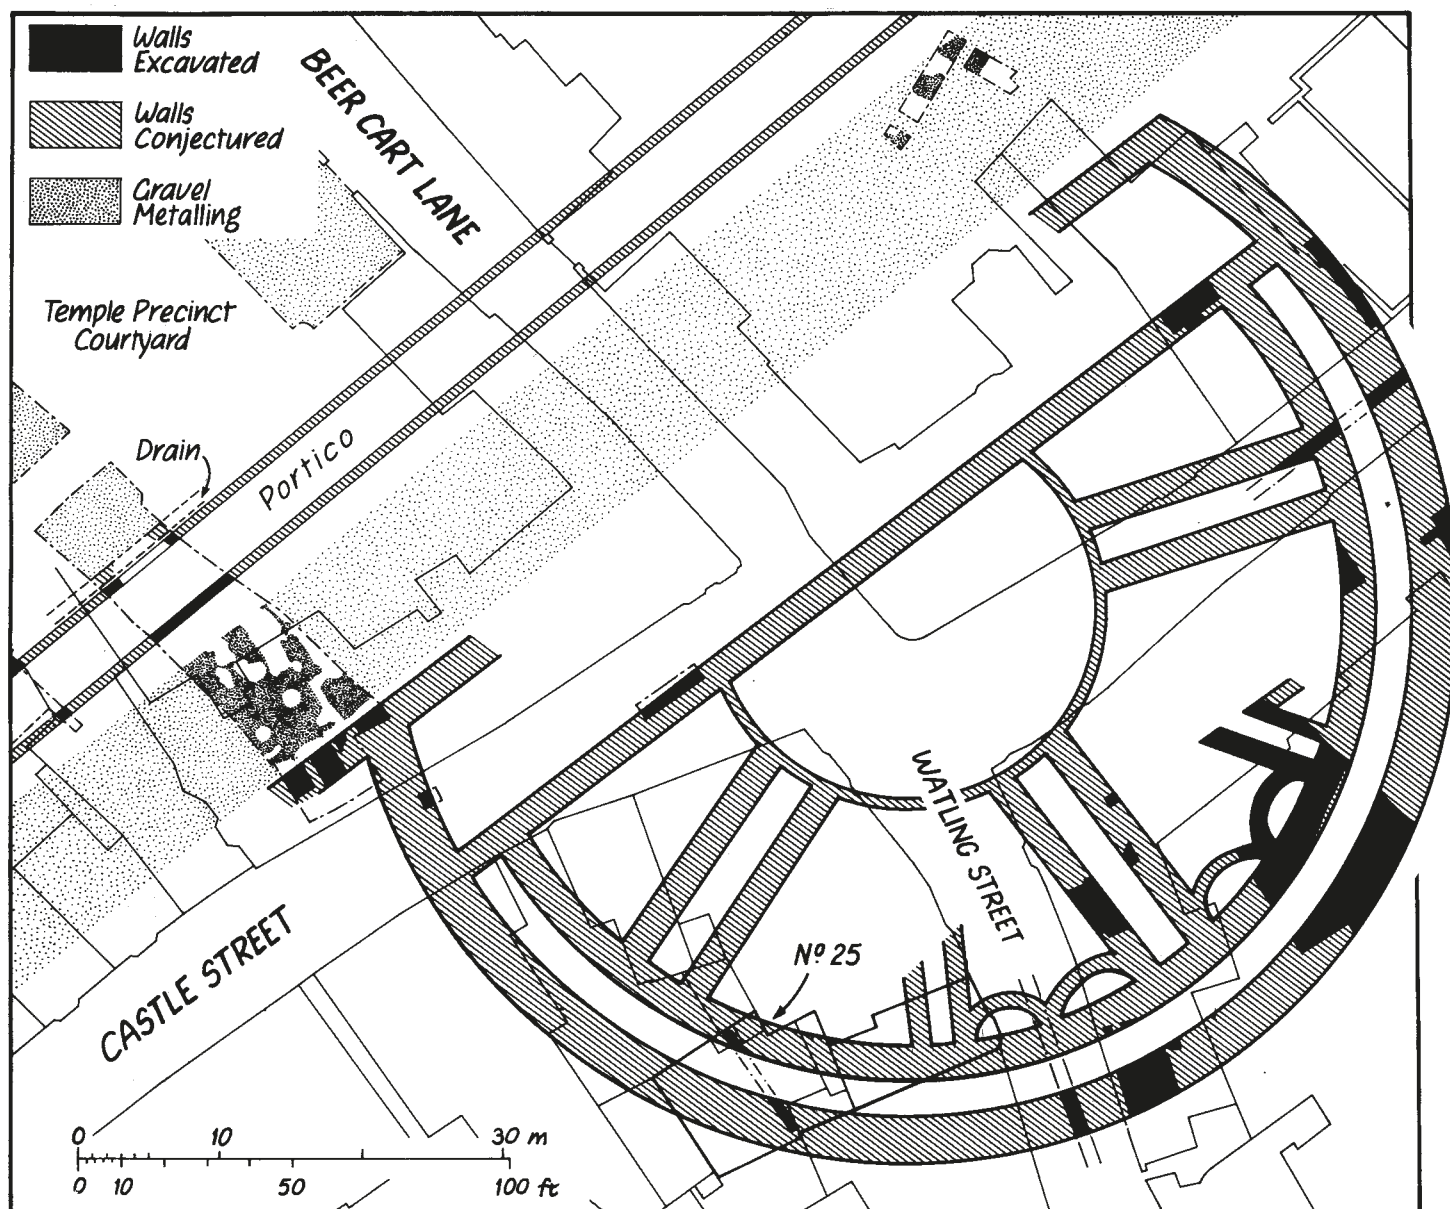 Walls
Excavated
Walls
Conjectured
Gravel
Metalling
BEER CART LANE
Temple Precinct
Courtyard
Drain
Portico
WATLING STREET
Nº 25
CASTLE STREET
0 10 30 m
0 10 50 100 ft